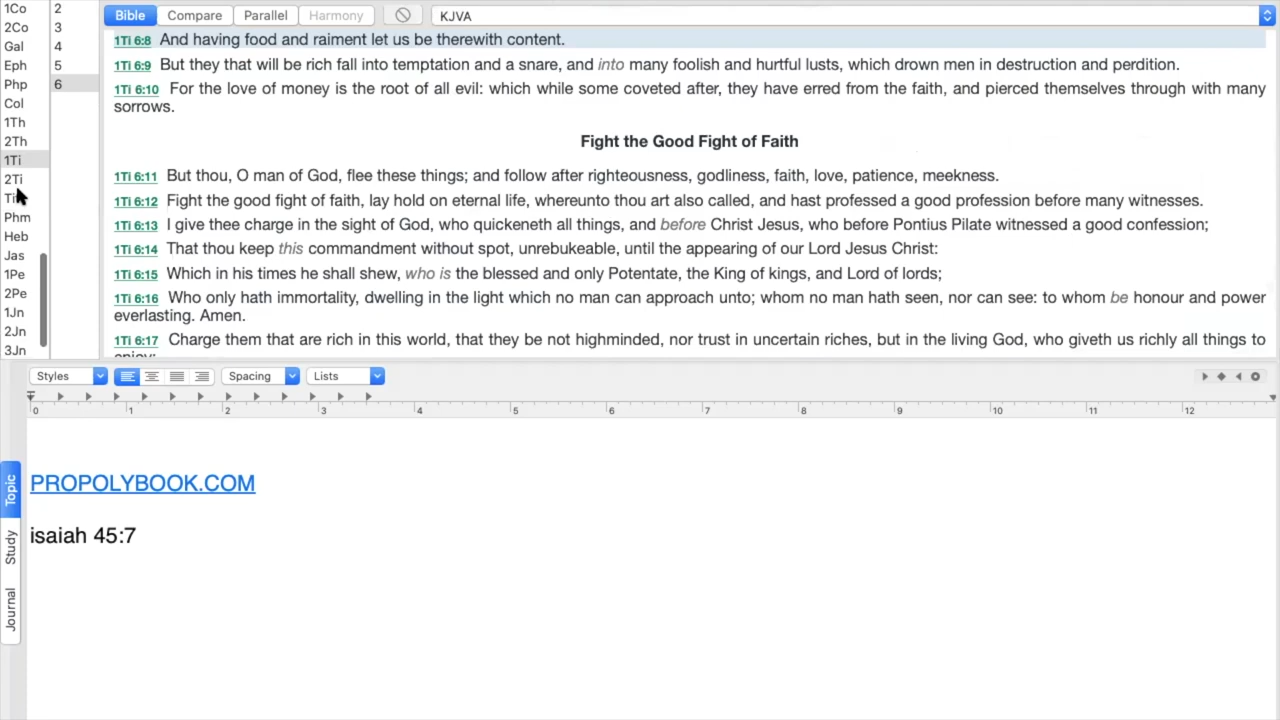 1Co
2Co
Gal
Eph
Php
Col
1Th
2Th
1Ti
2Ti
Phm
Heb
Jas
1Pe
2Pe
1Jn
2Jn
3Jn
2
3
4
5
6
Bible Compare Parallel Harmony KJVA
1Ti 6:8 And having food and raiment let us be therewith content.
1Ti 6:9 But they that will be rich fall into temptation and a snare, and into many foolish and hurtful lusts, which drown men in destruction and perdition.
1Ti 6:10 For the love of money is the root of all evil: which while some coveted after, they have erred from the faith, and pierced themselves through with many
sorrows.
Fight the Good Fight of Faith
1Ti 6:11 But thou, O man of God, flee these things; and follow after righteousness, godliness, faith, love, patience, meekness.
1Ti 6:12 Fight the good fight of faith, lay hold on eternal life, whereunto thou art also called, and hast professed a good profession before many witnesses.
1Ti 6:13 I give thee charge in the sight of God, who quickeneth all things, and before Christ Jesus, who before Pontius Pilate witnessed a good confession;
1Ti 6:14 That thou keep this commandment without spot, unrebukeable, until the appearing of our Lord Jesus Christ:
1Ti 6:15 Which in his times he shall shew, who is the blessed and only Potentate, the King of kings, and Lord of lords;
1Ti 6:16 Who only hath immortality, dwelling in the light which no man can approach unto; whom no man hath seen, nor can see: to whom be honour and power
everlasting. Amen.
1Ti 6:17 Charge them that are rich in this world, that they be not highminded, nor trust in uncertain riches, but in the living God, who giveth us richly all things to
enjoy;
Styles Spacing Lists
0 1 2 3 4 5 6 7 8 9 10 11 12
Topic
Study
Journal
PROPOLYBOOK.COM
isaiah 45:7